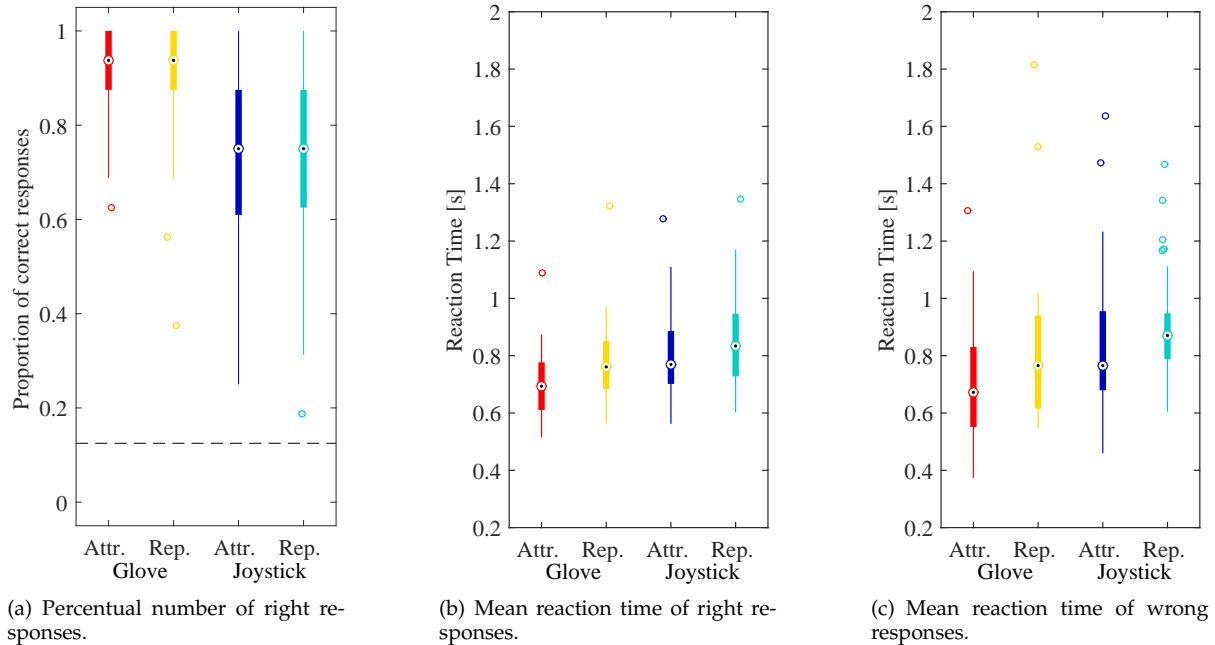 Proportion of correct responses
1
0.8
0.6
0.4
0.2
0
Attr. Rep. Attr. Rep.
Glove Joystick
(a) Percentual number of right re-
sponses.
Reaction Time [s]
2
1.8
1.6
1.4
1.2
1
0.8
0.6
0.4
0.2
Attr. Rep. Attr. Rep.
Glove Joystick
(b) Mean reaction time of right re-
sponses.
Reaction Time [s]
2
1.8
1.6
1.4
1.2
1
0.8
0.6
0.4
0.2
Attr. Rep. Attr. Rep.
Glove Joystick
(c) Mean reaction time of wrong
responses.